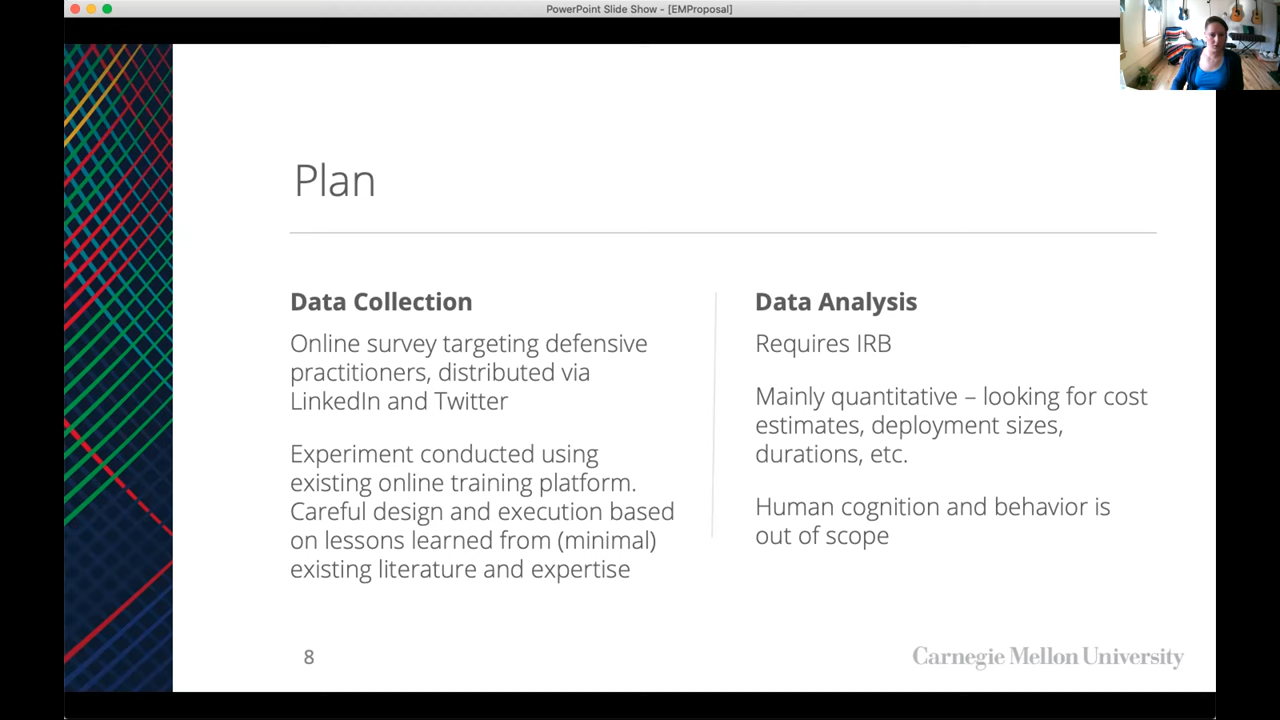 PowerPoint Slide Show - [EMProposal]
Plan
Data Collection
Online survey targeting defensive
practitioners, distributed via
LinkedIn and Twitter
Experiment conducted using
existing online training platform.
Careful design and execution based
on lessons learned from (minimal)
existing literature and expertise
Data Analysis
Requires IRB
Mainly quantitative – looking for cost
estimates, deployment sizes,
durations, etc.
Human cognition and behavior is
out of scope
8
Carnegie Mellon University